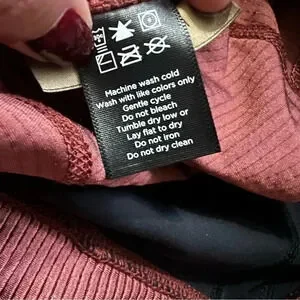 Machine wash cold
Wash with like colors only
Gentle cycle
Do not bleach
Tumble dry low or
Lay flat to dry
Do not iron
Do not dry clean